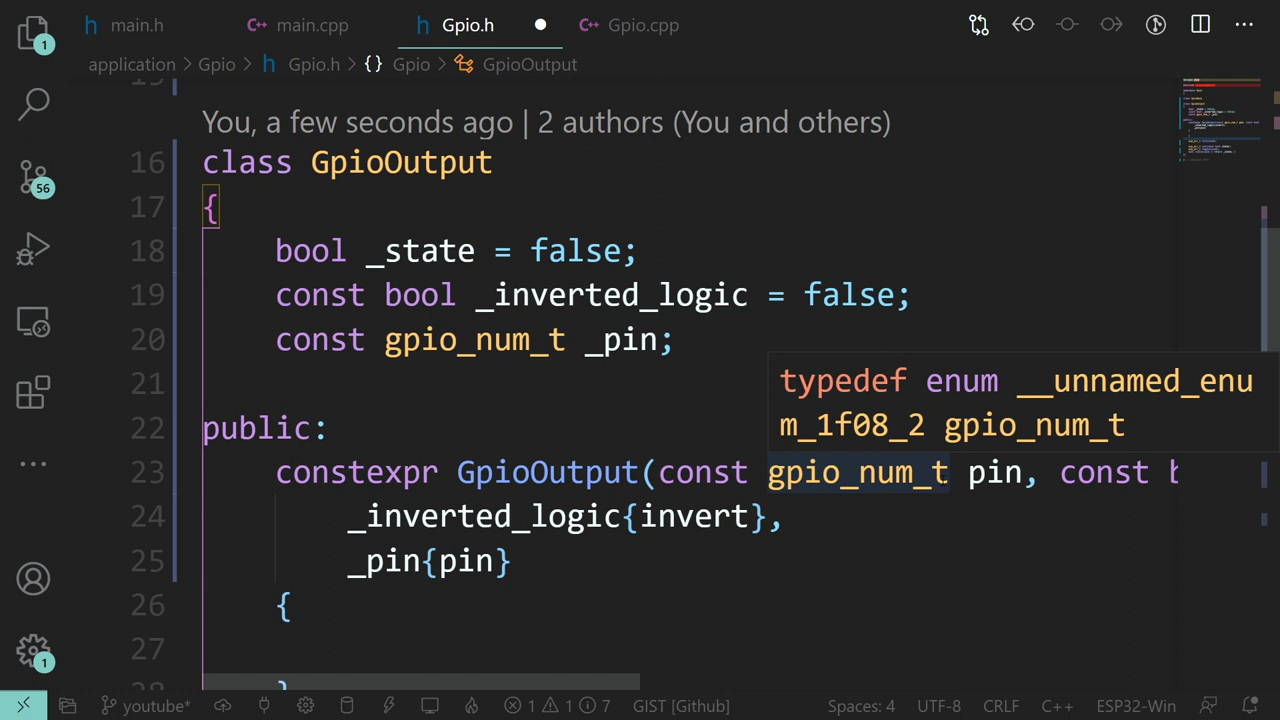 main.h main.cpp Gpio.h Gpio.cpp
application > Gpio > h Gpio.h > {} Gpio > GpioOutput
You, a few seconds ago | 2 authors (You and others)
16 class GpioOutput
17 {
18 bool _state = false;
19 const bool _inverted_logic = false;
20 const gpio_num_t _pin;
21
typedef enum __unnamed_enu
m_1f08_2 gpio_num_t
22 public:
23 constexpr GpioOutput(const gpio_num_t pin, const b
24 _inverted_logic{invert},
25 _pin{pin}
26 {
27
youtube* 1 1 7 GIST [Github] Spaces: 4 UTF-8 CRLF C++ ESP32-Win
1
56
1